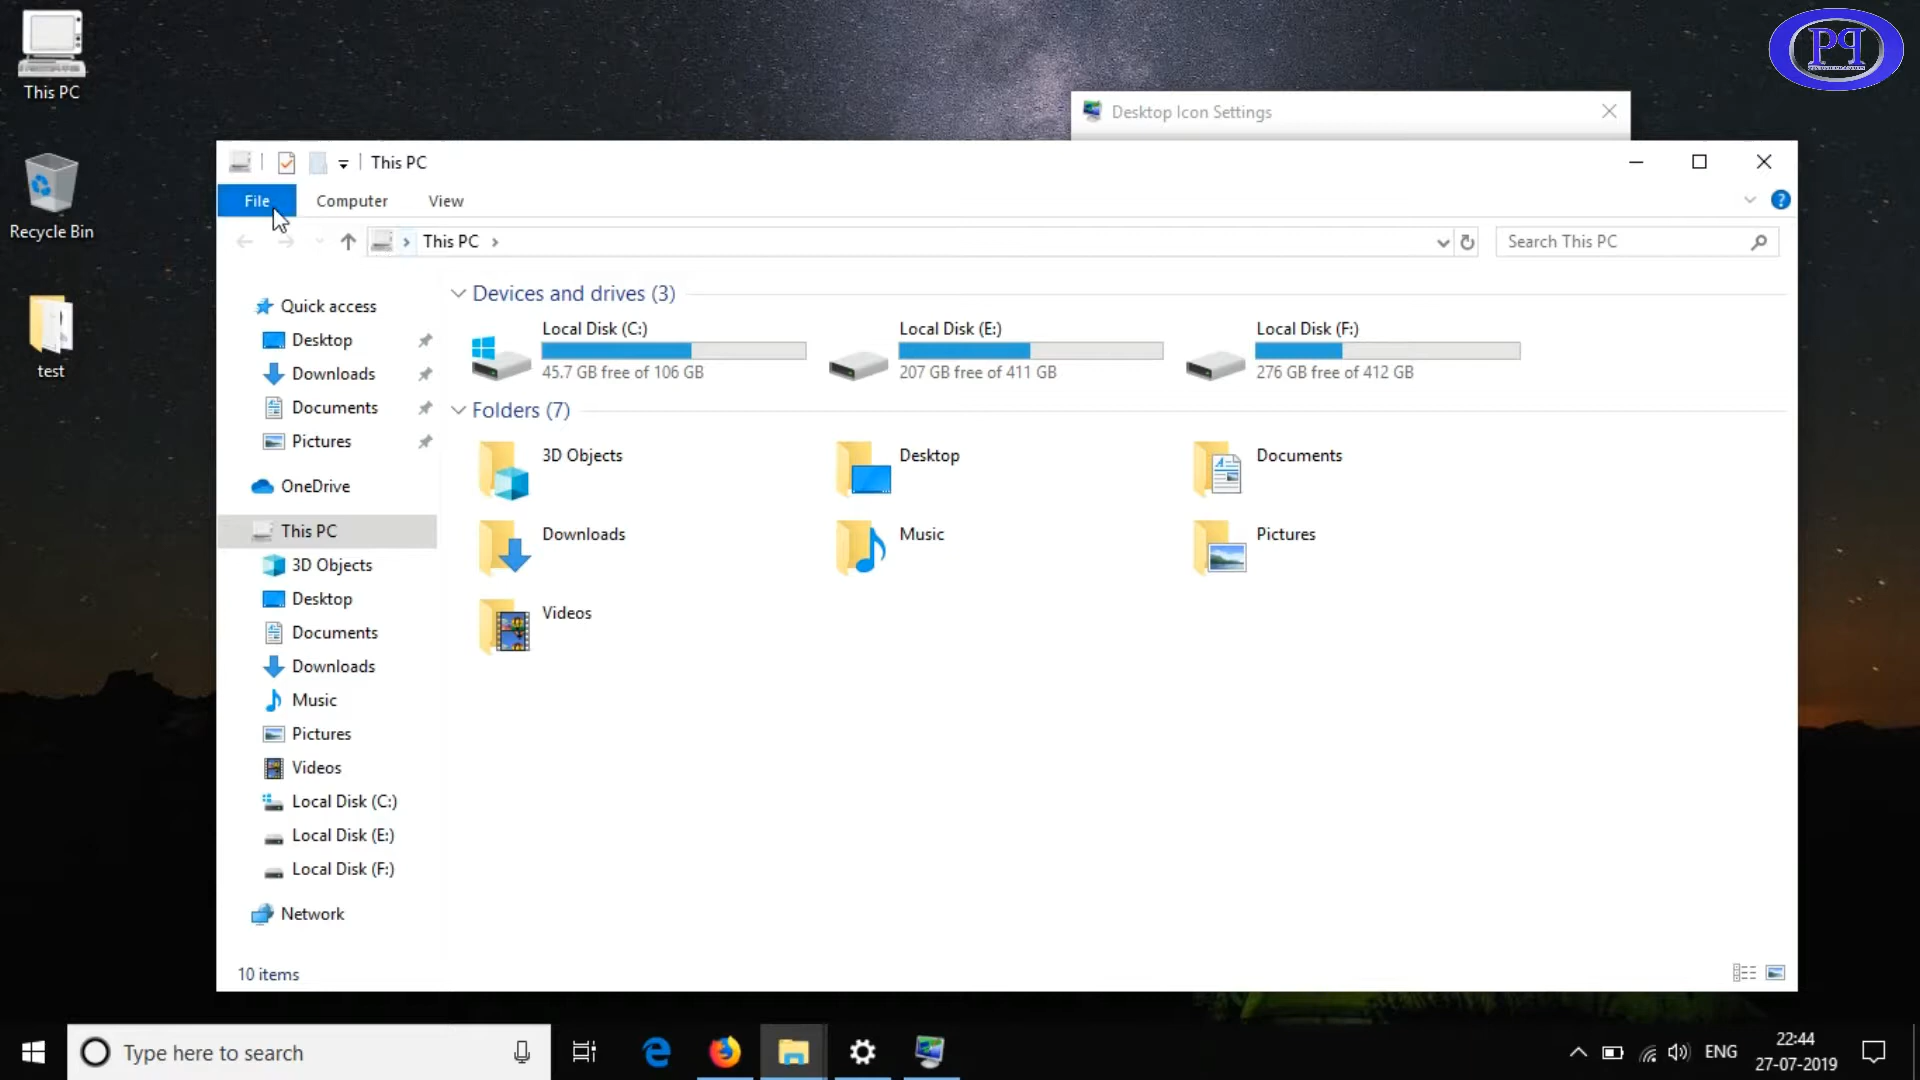 This PC
Recycle Bin
test
Desktop Icon Settings
This PC
File
Computer
View
This PC
Search This PC
Quick access
Desktop
Downloads
Documents
Pictures
OneDrive
This PC
3D Objects
Desktop
Documents
Downloads
Music
Pictures
Videos
Local Disk (C:)
Local Disk (E:)
Local Disk (F:)
Network
Devices and drives (3)
Local Disk (C:)
45.7 GB free of 106 GB
Local Disk (E:)
207 GB free of 411 GB
Local Disk (F:)
276 GB free of 412 GB
Folders (7)
3D Objects
Desktop
Documents
Downloads
Music
Pictures
Videos
10 items
Type here to search
ENG
22:44
27-07-2019